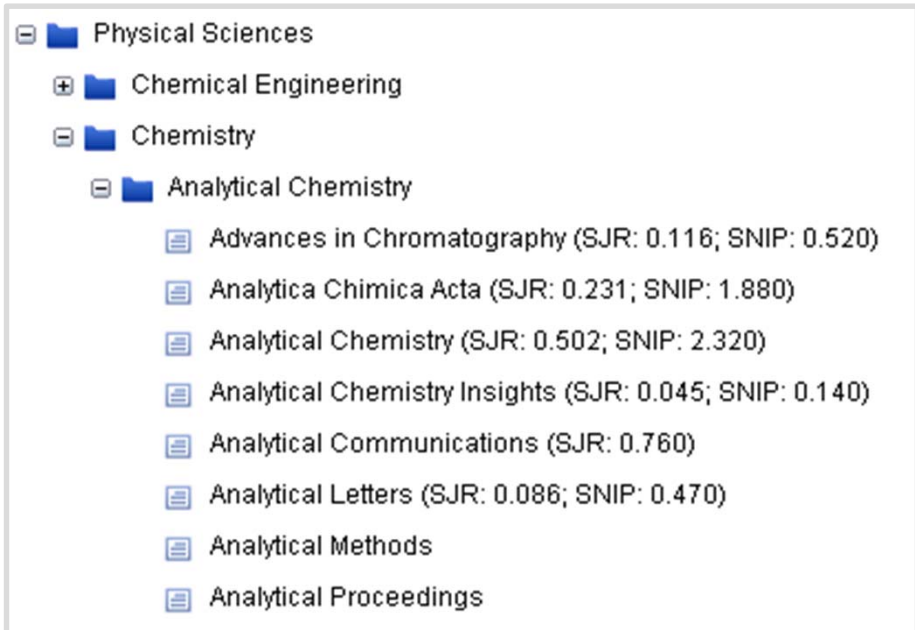 Physical Sciences
Chemical Engineering
Chemistry
Analytical Chemistry
Advances in Chromatography (SJR: 0.116; SNIP: 0.520)
Analytica Chimica Acta (SJR: 0.231; SNIP: 1.880)
Analytical Chemistry (SJR: 0.502; SNIP: 2.320)
Analytical Chemistry Insights (SJR: 0.045; SNIP: 0.140)
Analytical Communications (SJR: 0.760)
Analytical Letters (SJR: 0.086; SNIP: 0.470)
Analytical Methods
Analytical Proceedings